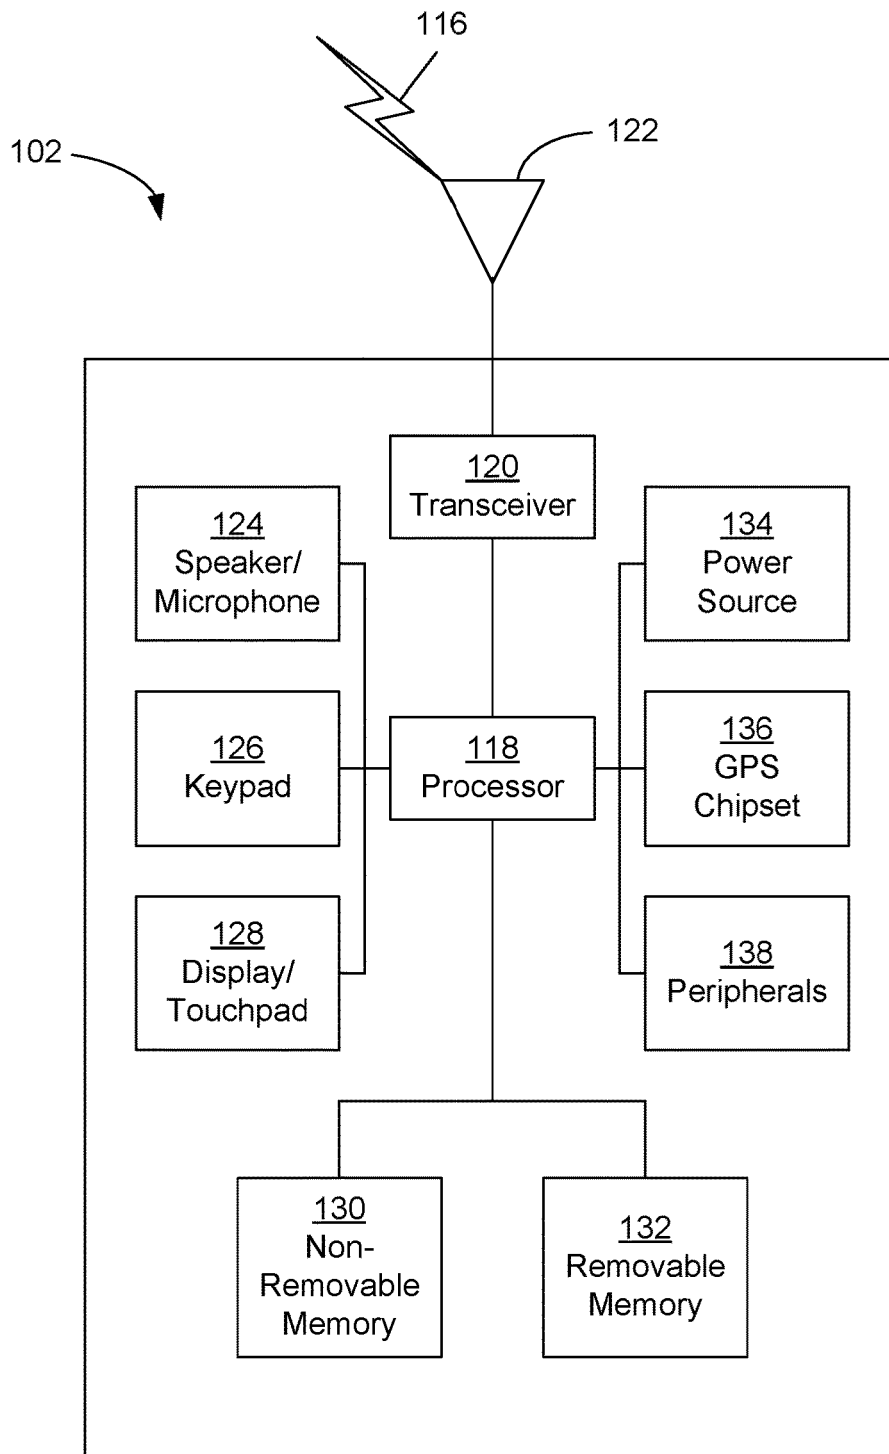 116
122
102
120
Transceiver
124
Speaker/
Microphone
134
Power
Source
126
Keypad
118
Processor
136
GPS
Chipset
128
Display/
Touchpad
138
Peripherals
130
Non-
Removable
Memory
132
Removable
Memory